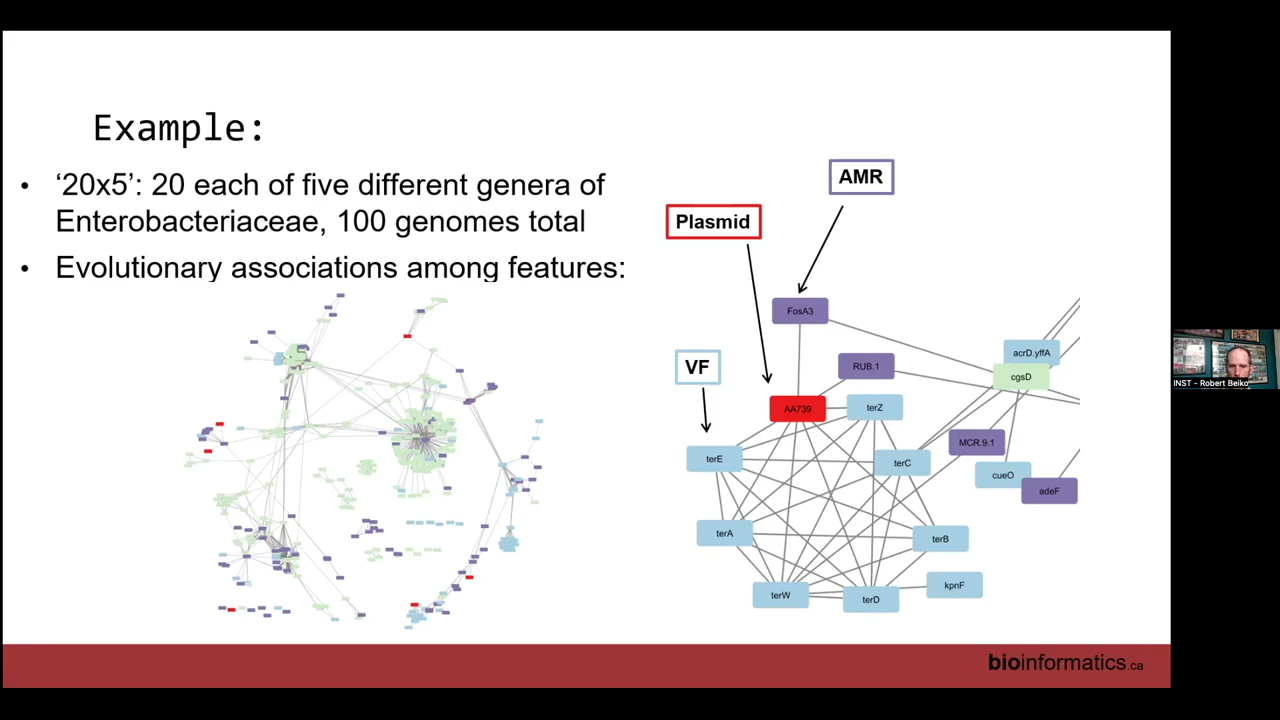 Example:
• ‘20x5’: 20 each of five different genera of
Enterobacteriaceae, 100 genomes total
• Evolutionary associations among features:
AMR
Plasmid
VF
FosA3
RUB.1
acrD.yffA
cgsD
AA739
terZ
terE
terC
MCR.9.1
cueO
adeF
terA
terB
terW
terD
kpnF
INST - Robert Beiko
bioinformatics.ca